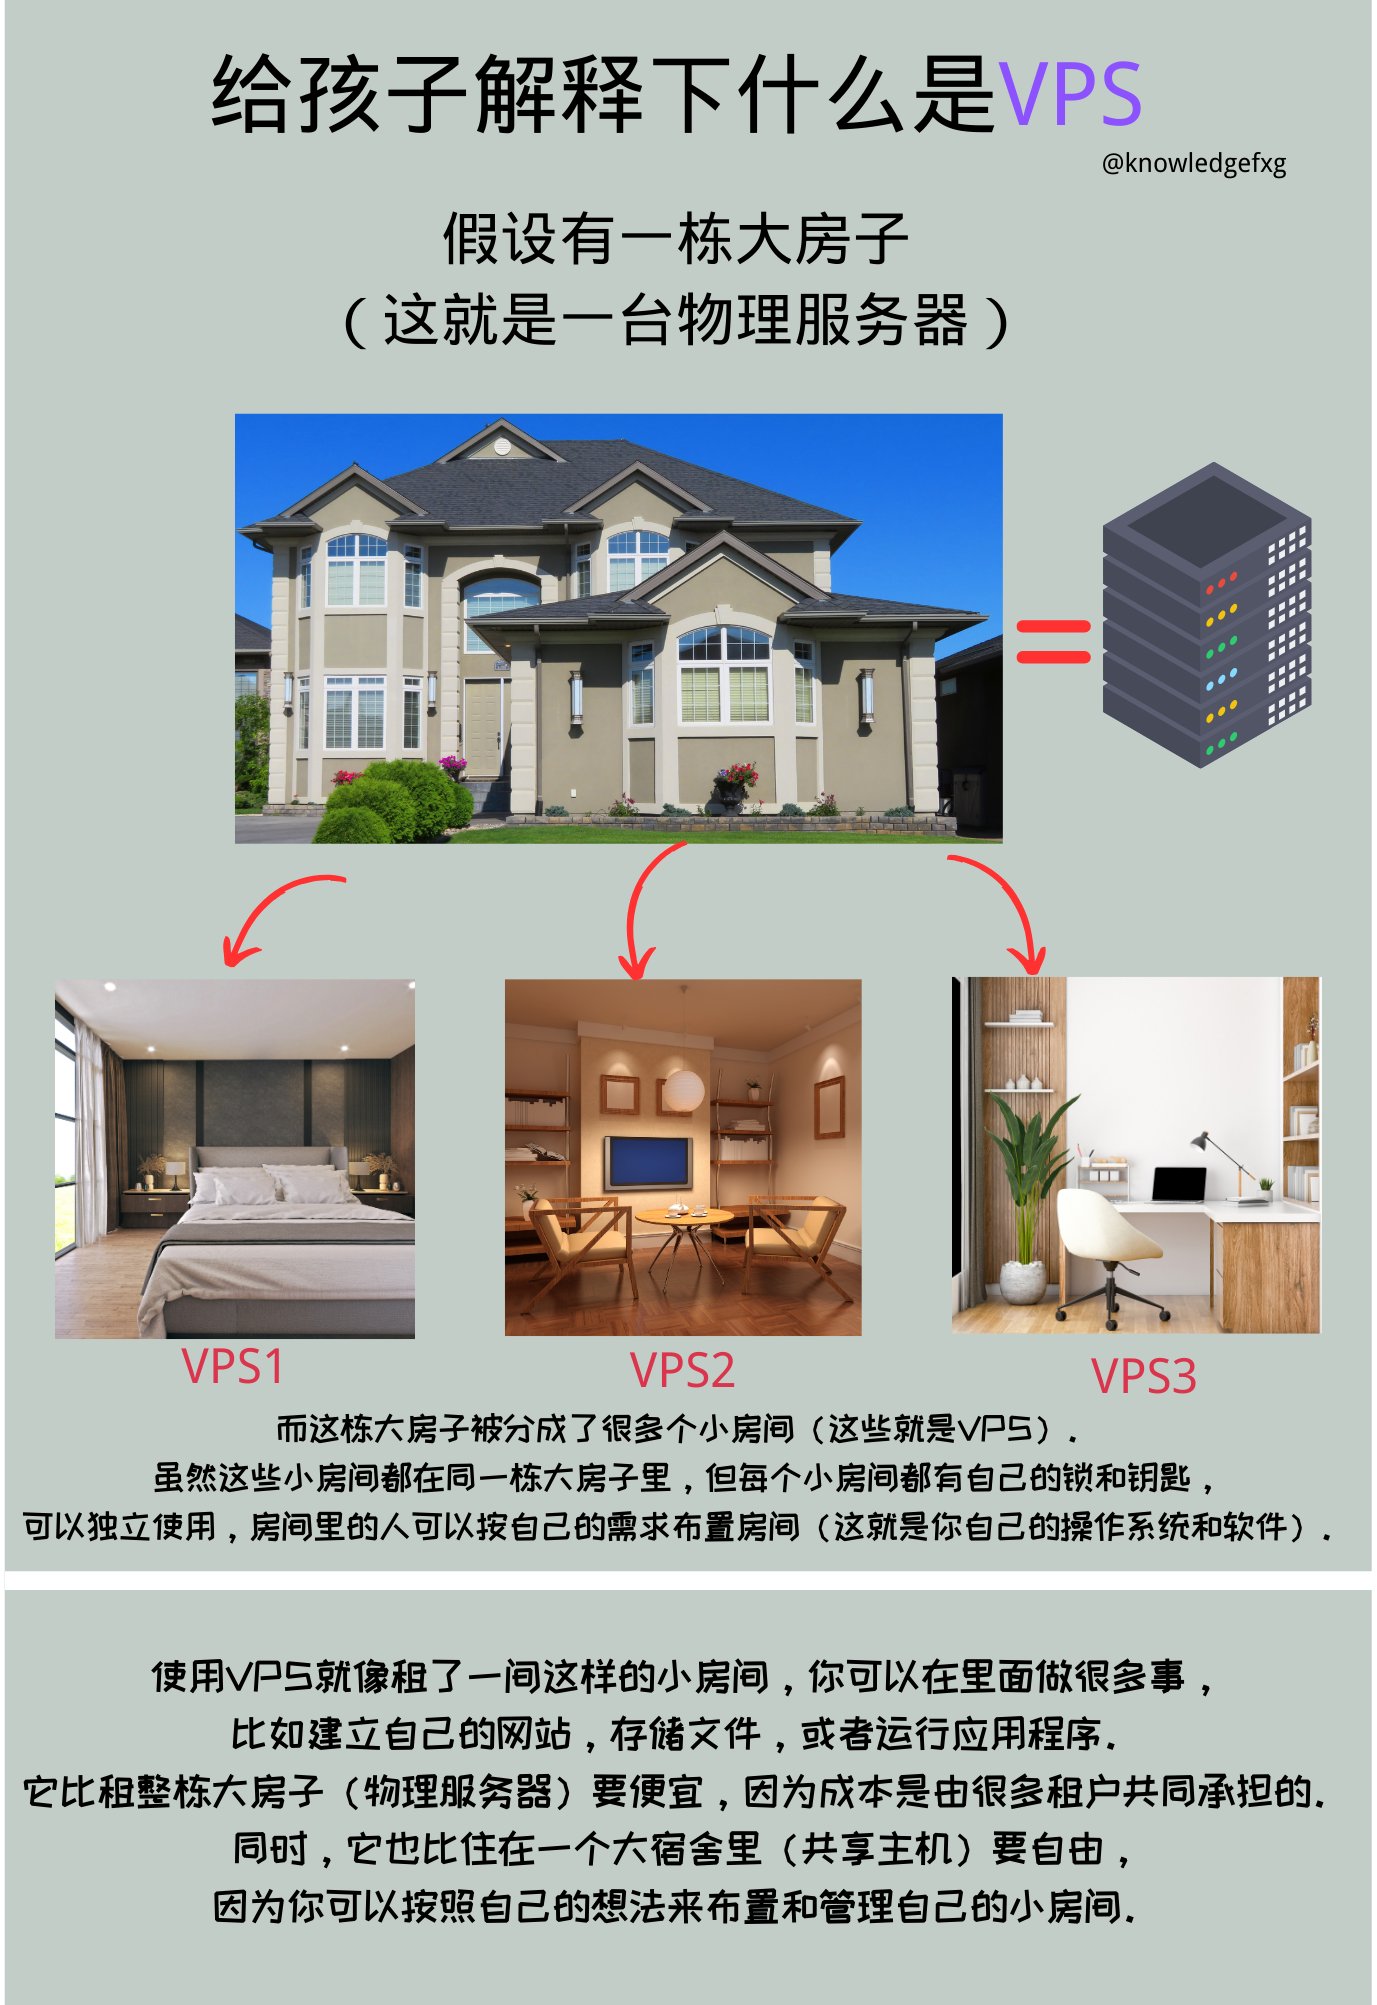 给孩子解释下什么是VPS
@knowledgefxg
假设有一栋大房子
（这就是一台物理服务器）
VPS1
VPS2
VPS3
而这栋大房子被分成了很多个小房间（这些就是VPS）.
虽然这些小房间都在同一栋大房子里，但每个小房间都有自己的锁和钥匙，
可以独立使用，房间里的人可以按自己的需求布置房间（这就是你自己的操作系统和软件）.
使用VPS就像租了一间这样的小房间，你可以在里面做很多事，
比如建立自己的网站，存储文件，或者运行应用程序.
它比租整栋大房子（物理服务器）要便宜，因为成本是由很多租户共同承担的.
同时，它也比住在一个大宿舍里（共享主机）要自由，
因为你可以按照自己的想法来布置和管理自己的小房间.